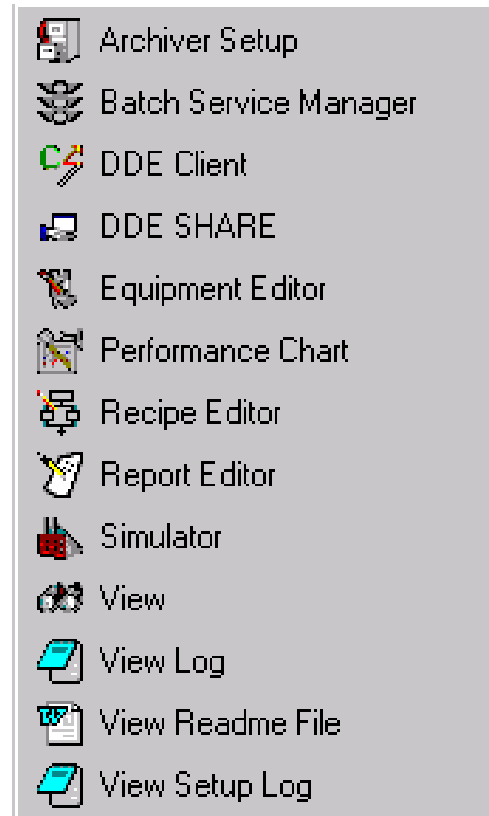 Archiver Setup
Batch Service Manager
DDE Client
DDE SHARE
Equipment Editor
Performance Chart
Recipe Editor
Report Editor
Simulator
View
View Log
View Readme File
View Setup Log